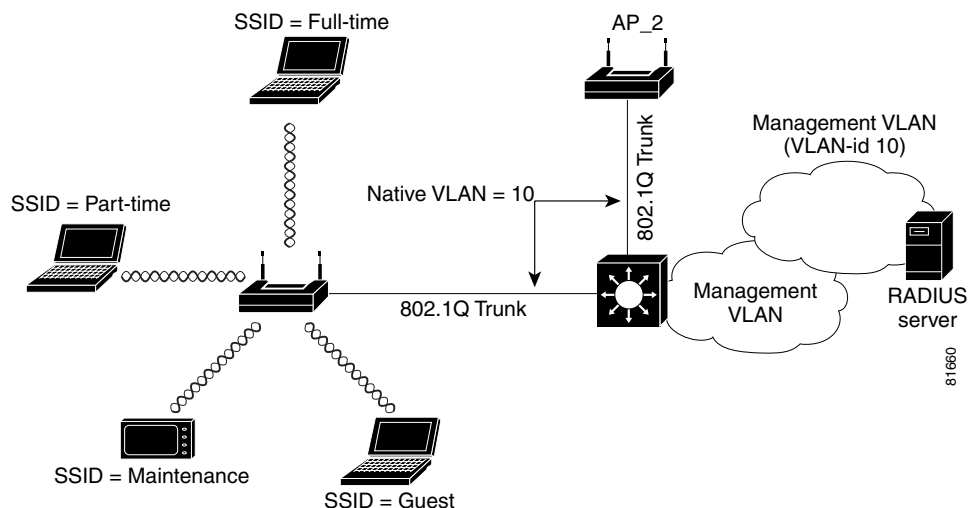 SSID = Full-time
AP_2
Management VLAN
(VLAN-id 10)
Native VLAN = 10
802.1Q Trunk
SSID = Part-time
802.1Q Trunk
Management
VLAN
RADIUS
server
81660
SSID = Maintenance
SSID = Guest